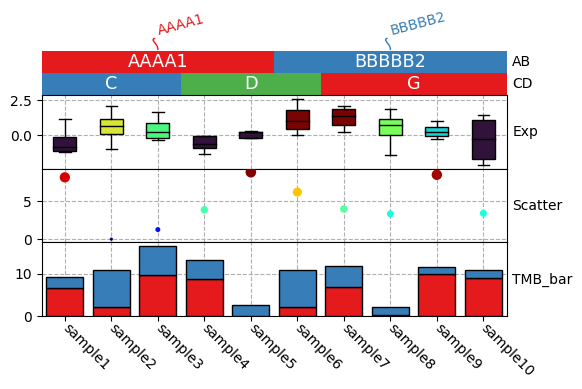 AAAA1 BBBBB2
AAAA1 BBBBB2 AB
C D G CD
2.5
0.0 Exp
5 Scatter
0
10 TMB_bar
0
sample1 sample2 sample3 sample4 sample5 sample6 sample7 sample8 sample9 sample10